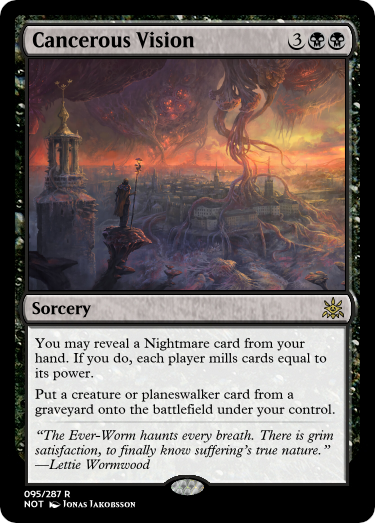 Cancerous Vision 3
Sorcery
You may reveal a Nightmare card from your
hand. If you do, each player mills cards equal to
its power.
Put a creature or planeswalker card from a
graveyard onto the battlefield under your control.
“The Ever-Worm haunts every breath. There is grim
satisfaction, to finally know suffering’s true nature.”
—Lettie Wormwood
095/287 R
NOT Jonas Jakobsson